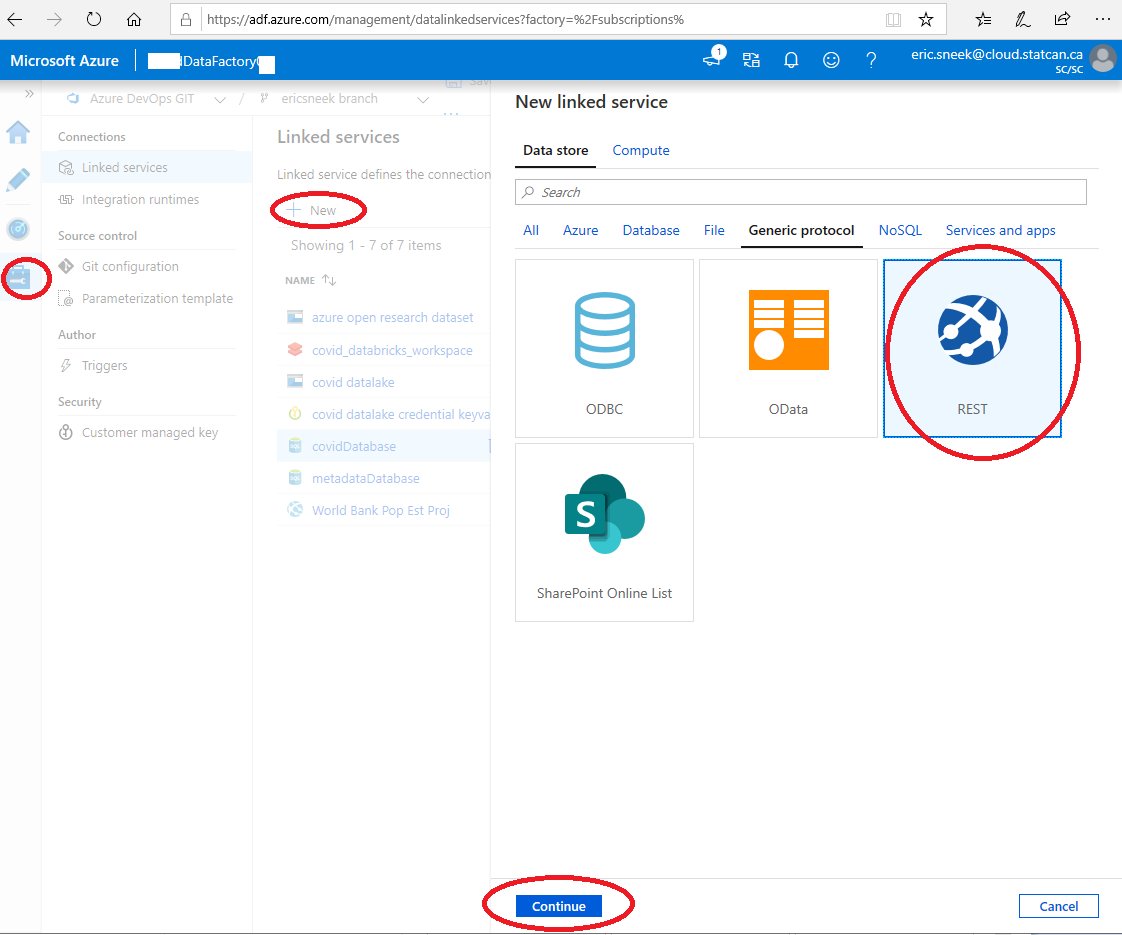 https://adf.azure.com/management/datalinkedservices?factory=%2Fsubscriptions%
Microsoft Azure
DataFactory
1
eric.sneek@cloud.statcan.ca
SC/SC
Azure DevOps GIT / ericsneek branch
Connections
Linked services
Integration runtimes
Source control
Git configuration
Parameterization template
Author
Triggers
Security
Customer managed key
Linked services
Linked service defines the connection
New
Showing 1 - 7 of 7 items
NAME
azure open research dataset
covid_databricks_workspace
covid datalake
covid datalake credential keyva
covidDatabase
metadataDatabase
World Bank Pop Est Proj
New linked service
Data store Compute
Search
All Azure Database File Generic protocol NoSQL Services and apps
ODBC
OData
REST
S
SharePoint Online List
Continue
Cancel